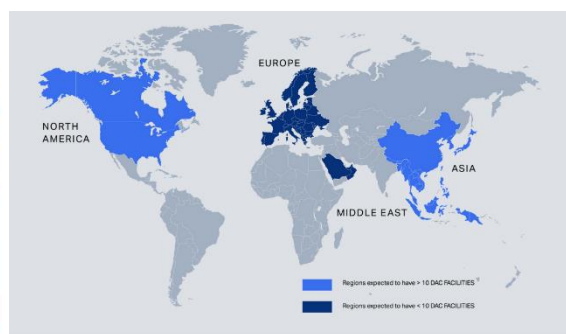 EUROPE
NORTH
AMERICA
ASIA
MIDDLE EAST
Regions expected to have > 10 DAC FACILITIES
Regions expected to have < 10 DAC FACILITIES